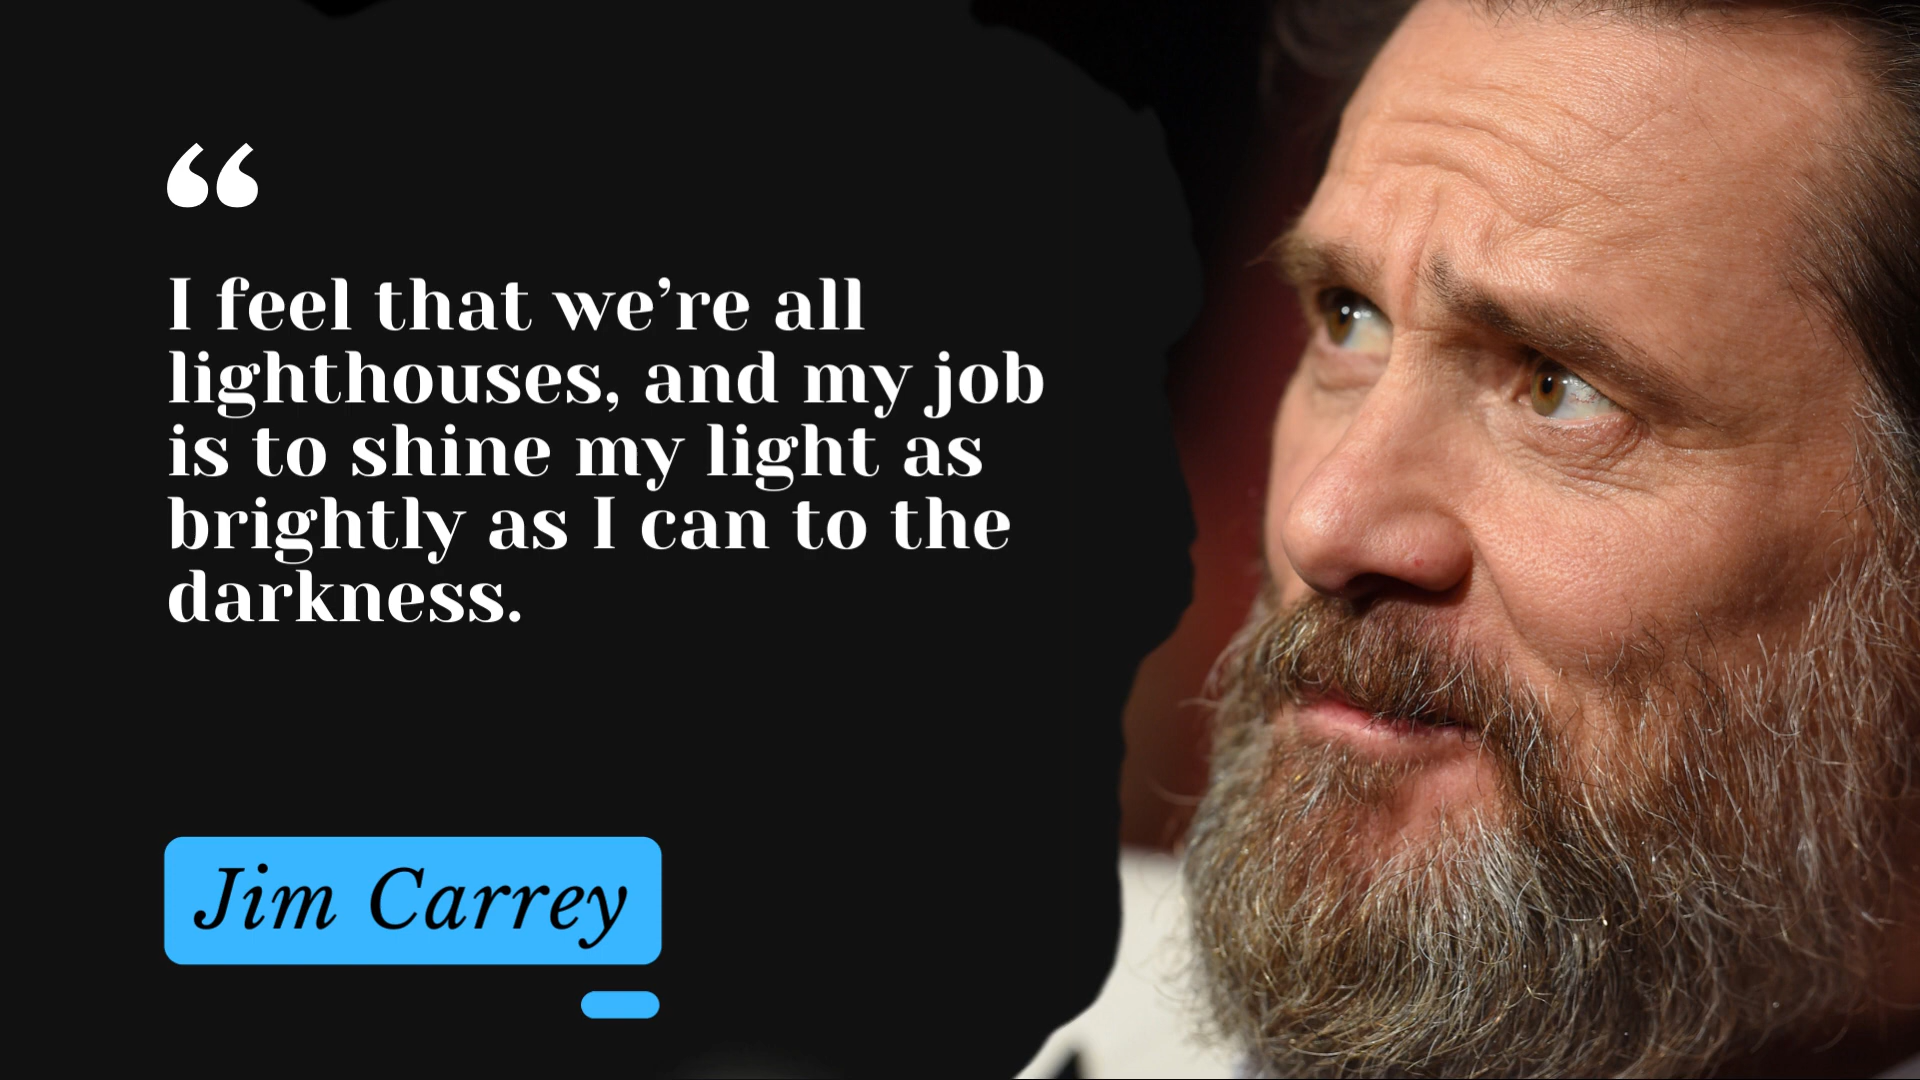 “
I feel that we’re all
lighthouses, and my job
is to shine my light as
brightly as I can to the
darkness.
Jim Carrey